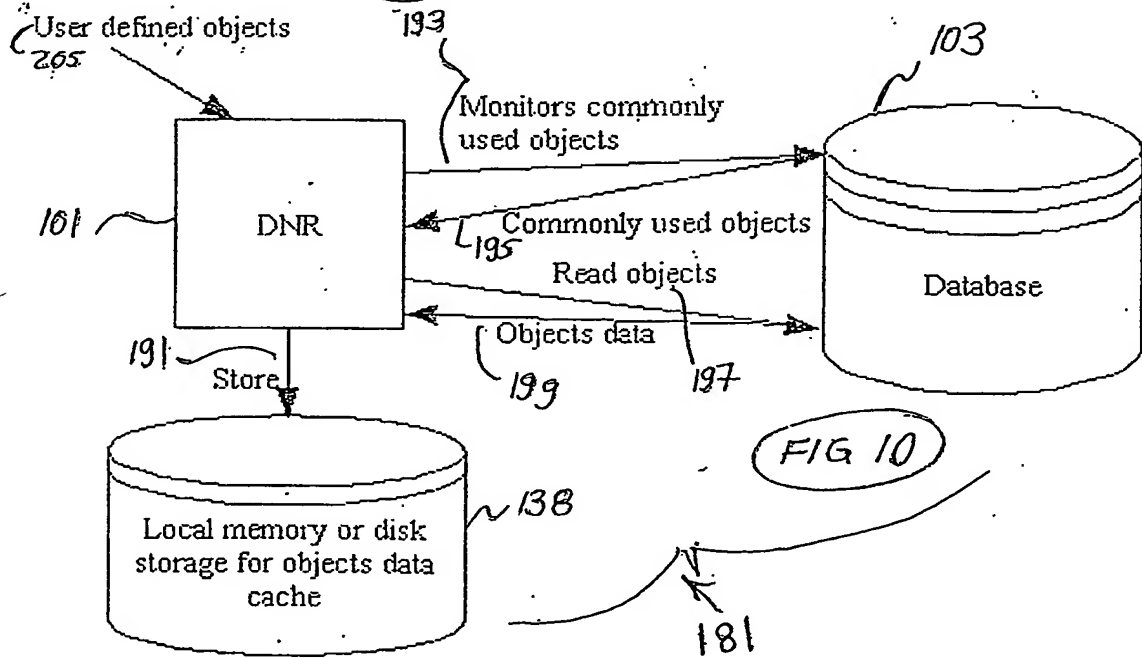 User defined objects
205
193
103
Monitors commonly
used objects
101
DNR
195
Commonly used objects
Read objects
Database
Objects data
191
Store
199
197
FIG 10
138
Local memory or disk
storage for objects data
cache
181